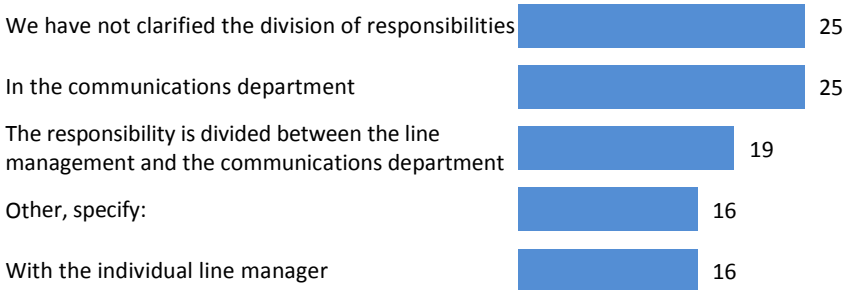 We have not clarified the division of responsibilities 25
In the communications department 25
The responsibility is divided between the line
management and the communications department 19
Other, specify: 16
With the individual line manager 16